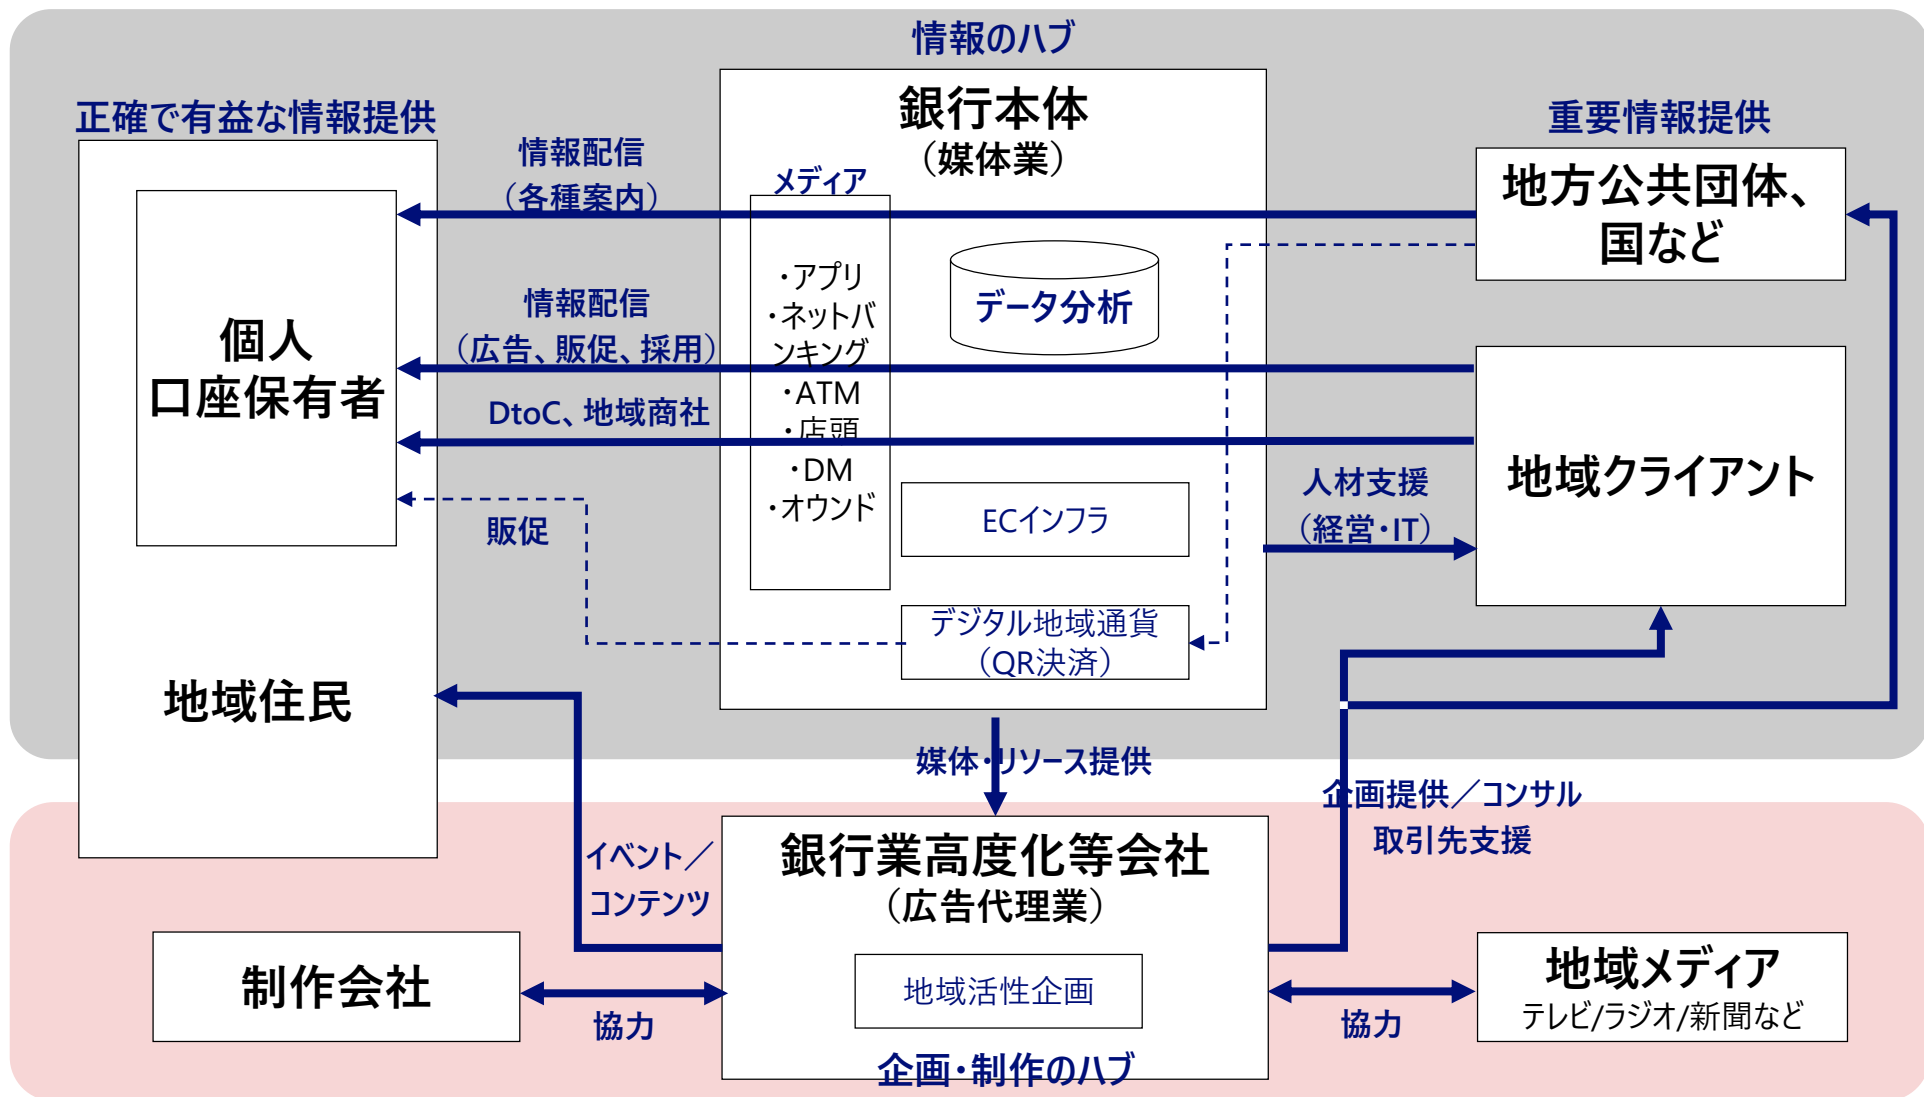 情報のハブ
正確で有益な情報提供
銀行本体
（媒体業）
重要情報提供
情報配信
（各種案内）
メディア
地方公共団体、
国など
・アプリ
・ネットバ
ンキング
・ATM
・店頭
・DM
・オウンド
データ分析
情報配信
（広告、販促、採用）
個人
口座保有者
DtoC、地域商社
地域クライアント
人材支援
（経営・IT）
ECインフラ
販促
デジタル地域通貨
（QR決済）
地域住民
媒体・リソース提供
企画提供／コンサル
取引先支援
イベント／
コンテンツ
銀行業高度化等会社
（広告代理業）
制作会社
地域活性企画
地域メディア
テレビ/ラジオ/新聞など
協力
協力
企画・制作のハブ